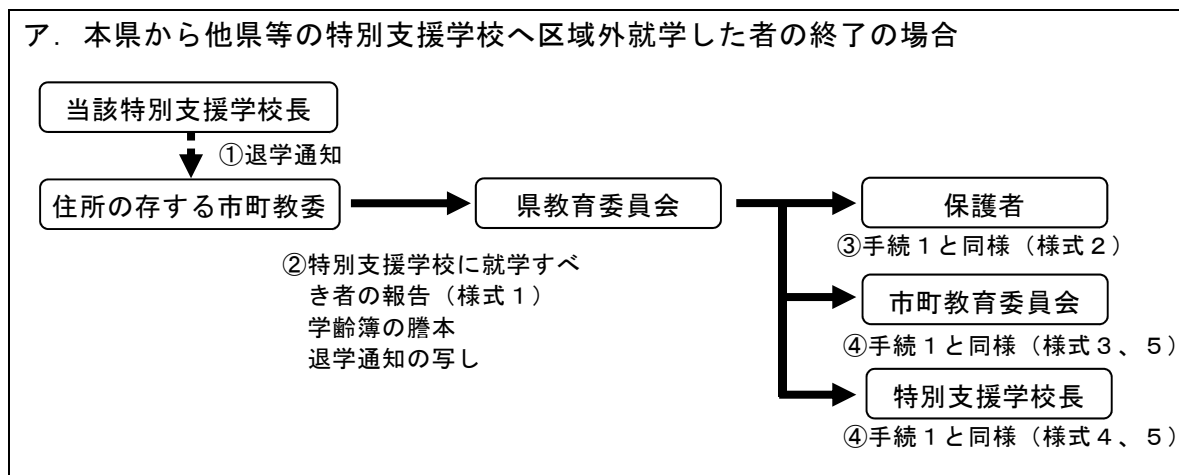 ア．本県から他県等の特別支援学校へ区域外就学した者の終了の場合
当該特別支援学校長
①退学通知
住所の存する市町教委
県教育委員会
保護者
③手続１と同様（様式２）
②特別支援学校に就学すべ
き者の報告（様式１）
学齢簿の謄本
退学通知の写し
市町教育委員会
④手続１と同様（様式３、５）
特別支援学校長
④手続１と同様（様式４、５）